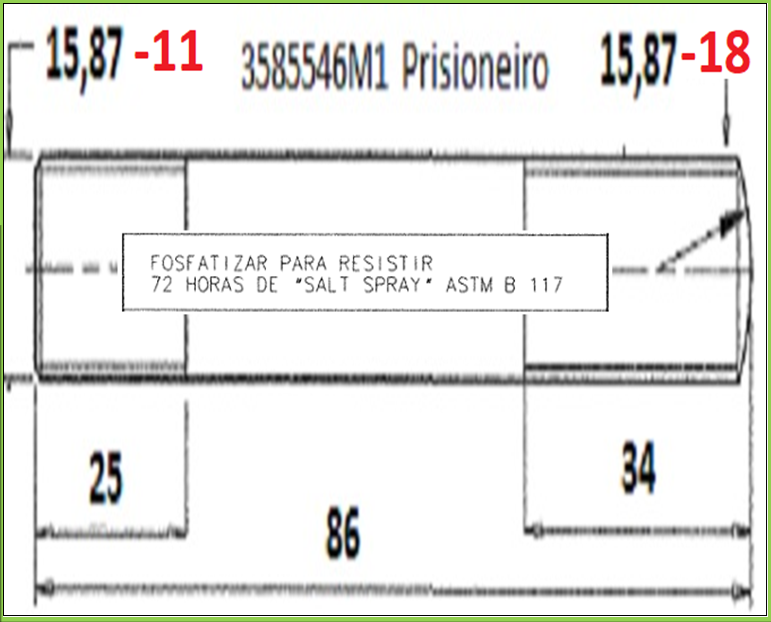 15,87 -11 3585546M1 Prisioneiro 15,87 -18
FOSFATIZAR PARA RESISTIR
72 HORAS DE "SALT SPRAY" ASTM B 117
25
34
86